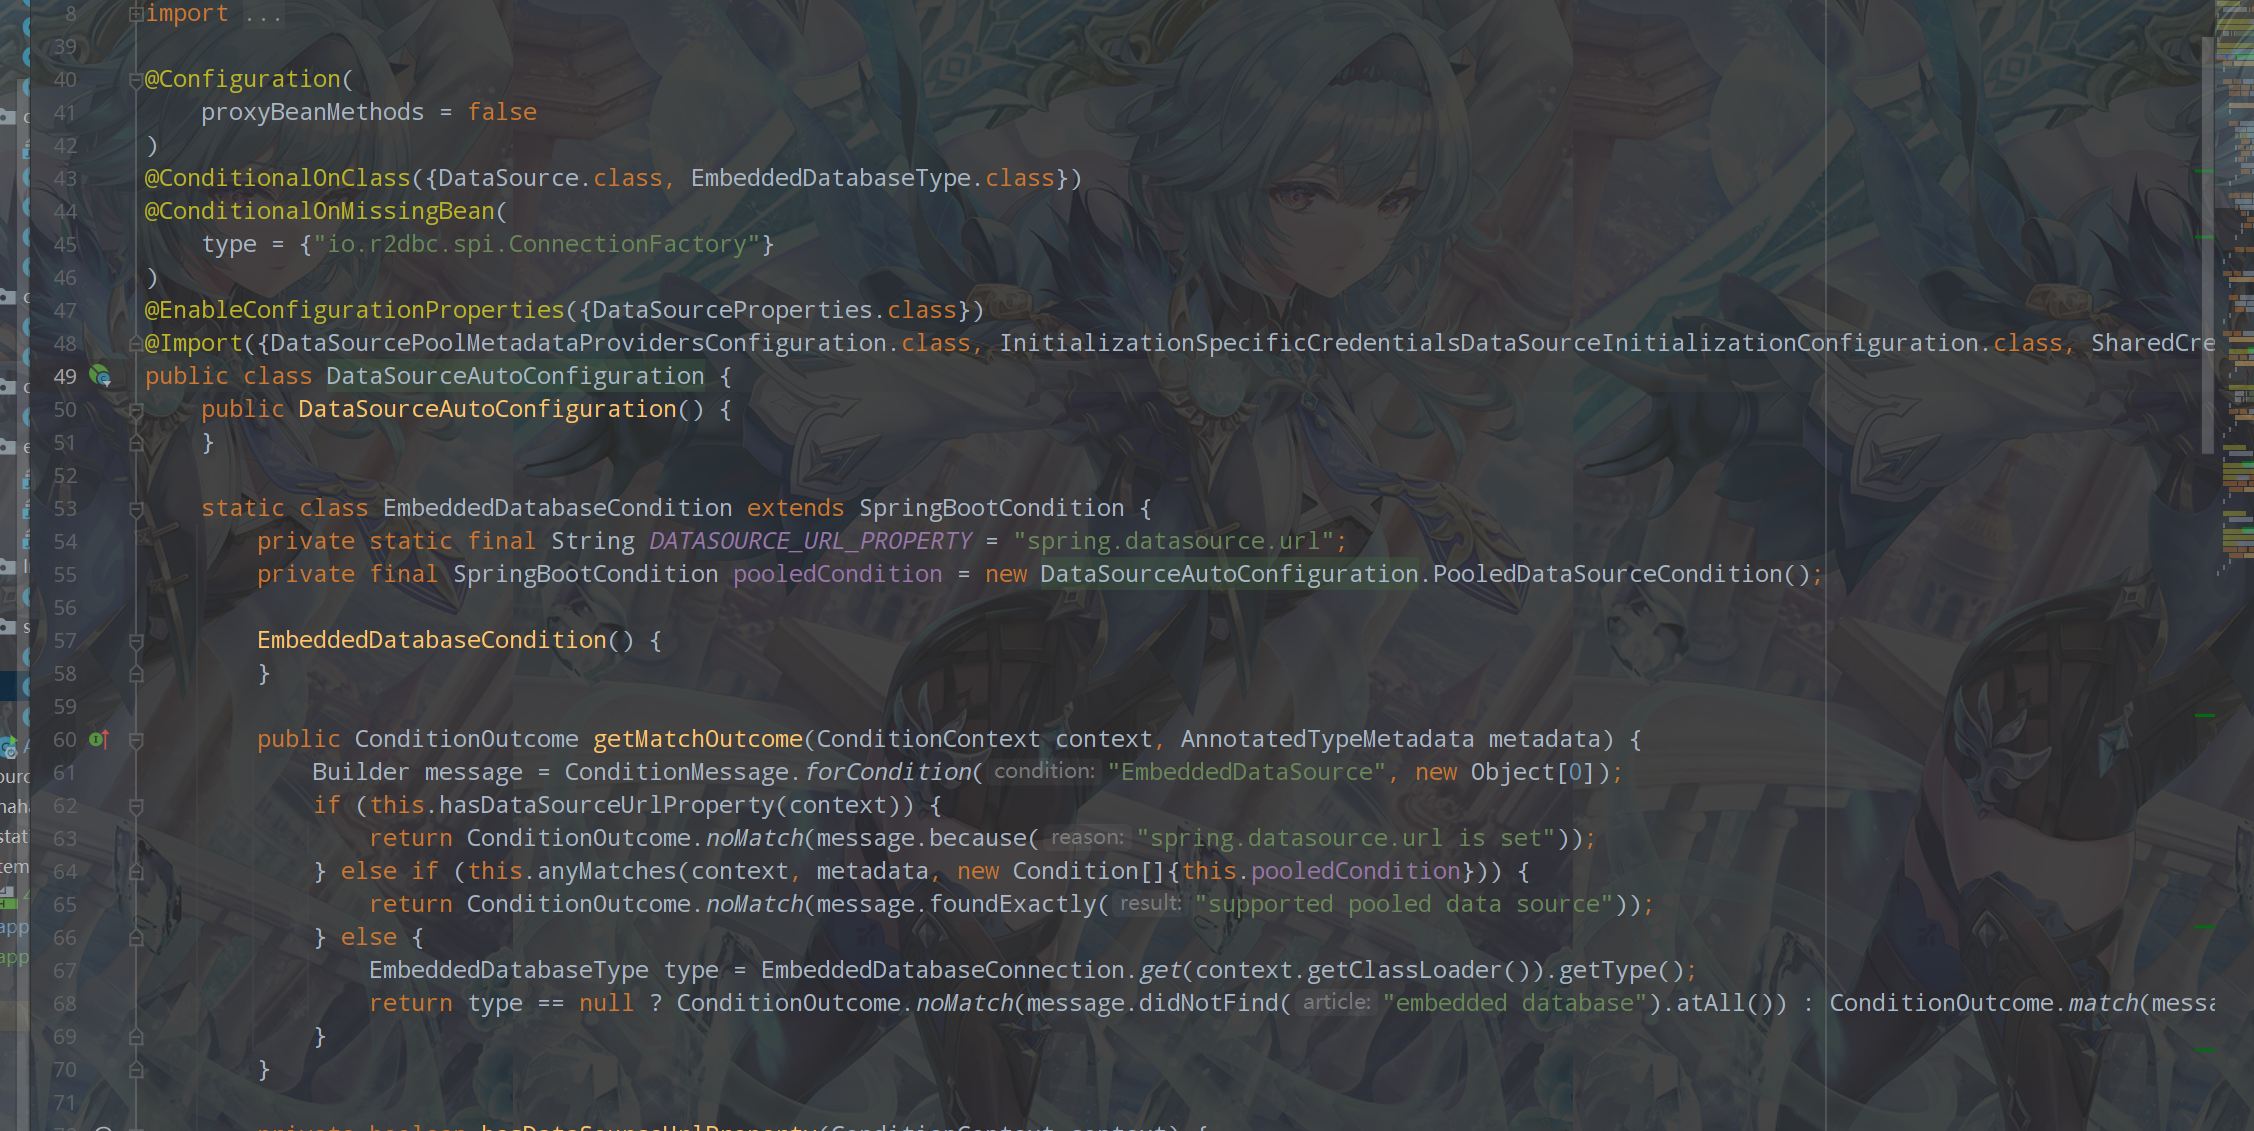 8 import ...
39
40 @Configuration(
41     proxyBeanMethods = false
42 )
43 @ConditionalOnClass({DataSource.class, EmbeddedDatabaseType.class})
44 @ConditionalOnMissingBean(
45     type = {"io.r2dbc.spi.ConnectionFactory"}
46 )
47 @EnableConfigurationProperties({DataSourceProperties.class})
48 @Import({DataSourcePoolMetadataProvidersConfiguration.class, InitializationSpecificCredentialsDataSourceInitializationConfiguration.class, SharedCre
49 public class DataSourceAutoConfiguration {
50     public DataSourceAutoConfiguration() {
51     }
52
53     static class EmbeddedDatabaseCondition extends SpringBootCondition {
54         private static final String DATASOURCE_URL_PROPERTY = "spring.datasource.url";
55         private final SpringBootCondition pooledCondition = new DataSourceAutoConfiguration.PooledDataSourceCondition();
56
57         EmbeddedDatabaseCondition() {
58         }
59
60         public ConditionOutcome getMatchOutcome(ConditionContext context, AnnotatedTypeMetadata metadata) {
61             Builder message = ConditionMessage.forCondition( condition: "EmbeddedDataSource", new Object[0]);
62             if (this.hasDataSourceUrlProperty(context)) {
63                 return ConditionOutcome.noMatch(message.because( reason: "spring.datasource.url is set"));
64             } else if (this.anyMatches(context, metadata, new Condition[]{this.pooledCondition})) {
65                 return ConditionOutcome.noMatch(message.foundExactly( result: "supported pooled data source"));
66             } else {
67                 EmbeddedDatabaseType type = EmbeddedDatabaseConnection.get(context.getClassLoader()).getType();
68                 return type == null ? ConditionOutcome.noMatch(message.didNotFind( article: "embedded database").atAll()) : ConditionOutcome.match(messa
69             }
70         }
71
private boolean hasDataSourceUrlProperty(ConditionContext context) {